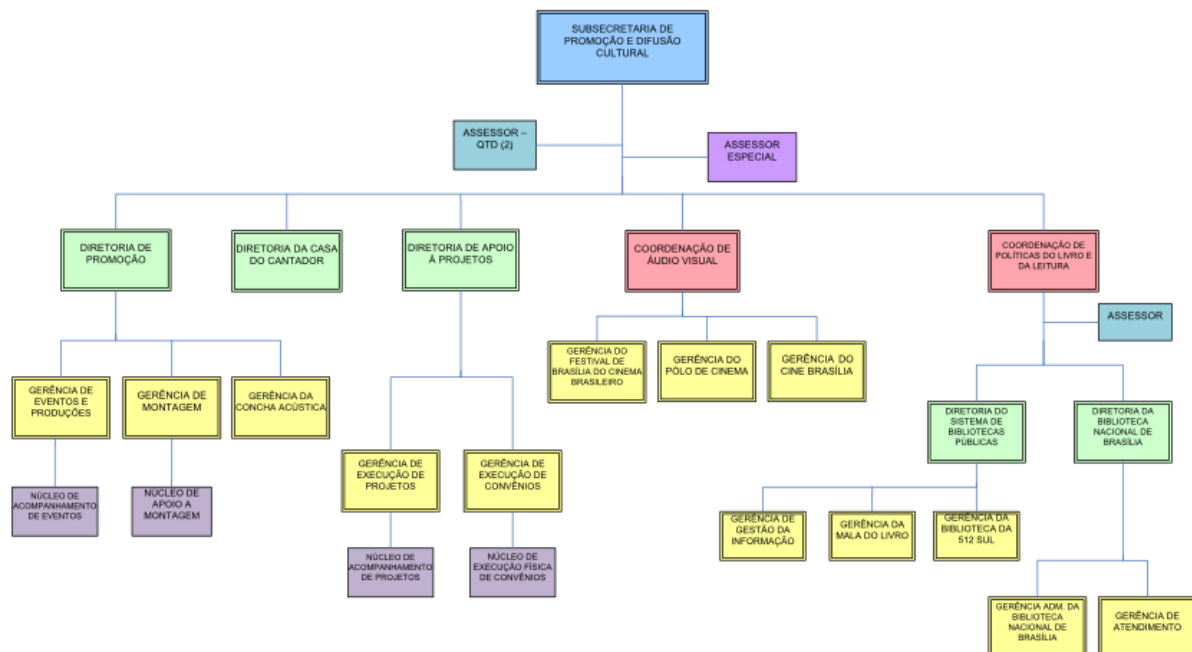 SUBSECRETARIA DE
PROMOÇÃO E DIFUSÃO
CULTURAL
ASSESSOR –
QTD (2)
ASSESSOR
ESPECIAL
DIRETORIA DE
PROMOÇÃO
DIRETORIA DA CASA
DO CANTADOR
DIRETORIA DE APOIO
À PROJETOS
COORDENAÇÃO DE
ÁUDIO VISUAL
COORDENAÇÃO DE
POLÍTICAS DO LIVRO E
DA LEITURA
ASSESSOR
GERÊNCIA DE
EVENTOS E
PRODUÇÕES
GERÊNCIA DE
MONTAGEM
GERÊNCIA DA
CONCHA ACÚSTICA
GERÊNCIA DO
FESTIVAL DE
BRASÍLIA DO CINEMA
BRASILEIRO
GERÊNCIA DO
PÓLO DE CINEMA
GERÊNCIA DO
CINE BRASÍLIA
DIRETORIA DO
SISTEMA DE
BIBLIOTECAS
PÚBLICAS
DIRETORIA DA
BIBLIOTECA
NACIONAL DE
BRASÍLIA
GERÊNCIA DE
EXECUÇÃO DE
PROJETOS
GERÊNCIA DE
EXECUÇÃO DE
CONVÊNIOS
NÚCLEO DE
ACOMPANHAMENTO
DE EVENTOS
NÚCLEO DE
APOIO A
MONTAGEM
GERÊNCIA DE
GESTÃO DA
INFORMAÇÃO
GERÊNCIA DA
MALA DO LIVRO
GERÊNCIA DA
BIBLIOTECA DA
512 SUL
NÚCLEO DE
ACOMPANHAMENTO
DE PROJETOS
NÚCLEO DE
EXECUÇÃO FÍSICA
DE CONVÊNIOS
GERÊNCIA ADM. DA
BIBLIOTECA
NACIONAL DE
BRASÍLIA
GERÊNCIA DE
ATENDIMENTO